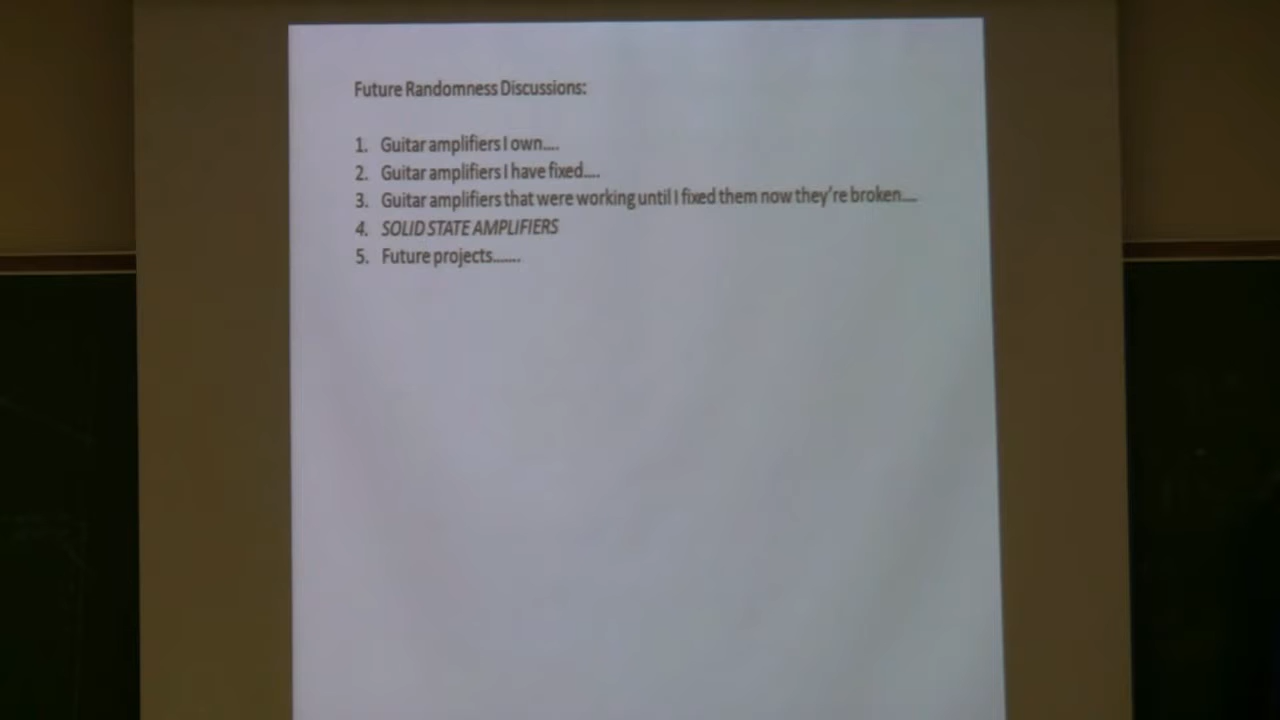 Future Randomness Discussions:
1. Guitar amplifiers I own....
2. Guitar amplifiers I have fixed....
3. Guitar amplifiers that were working until I fixed them now they're broken....
4. SOLID STATE AMPLIFIERS
5. Future projects.......